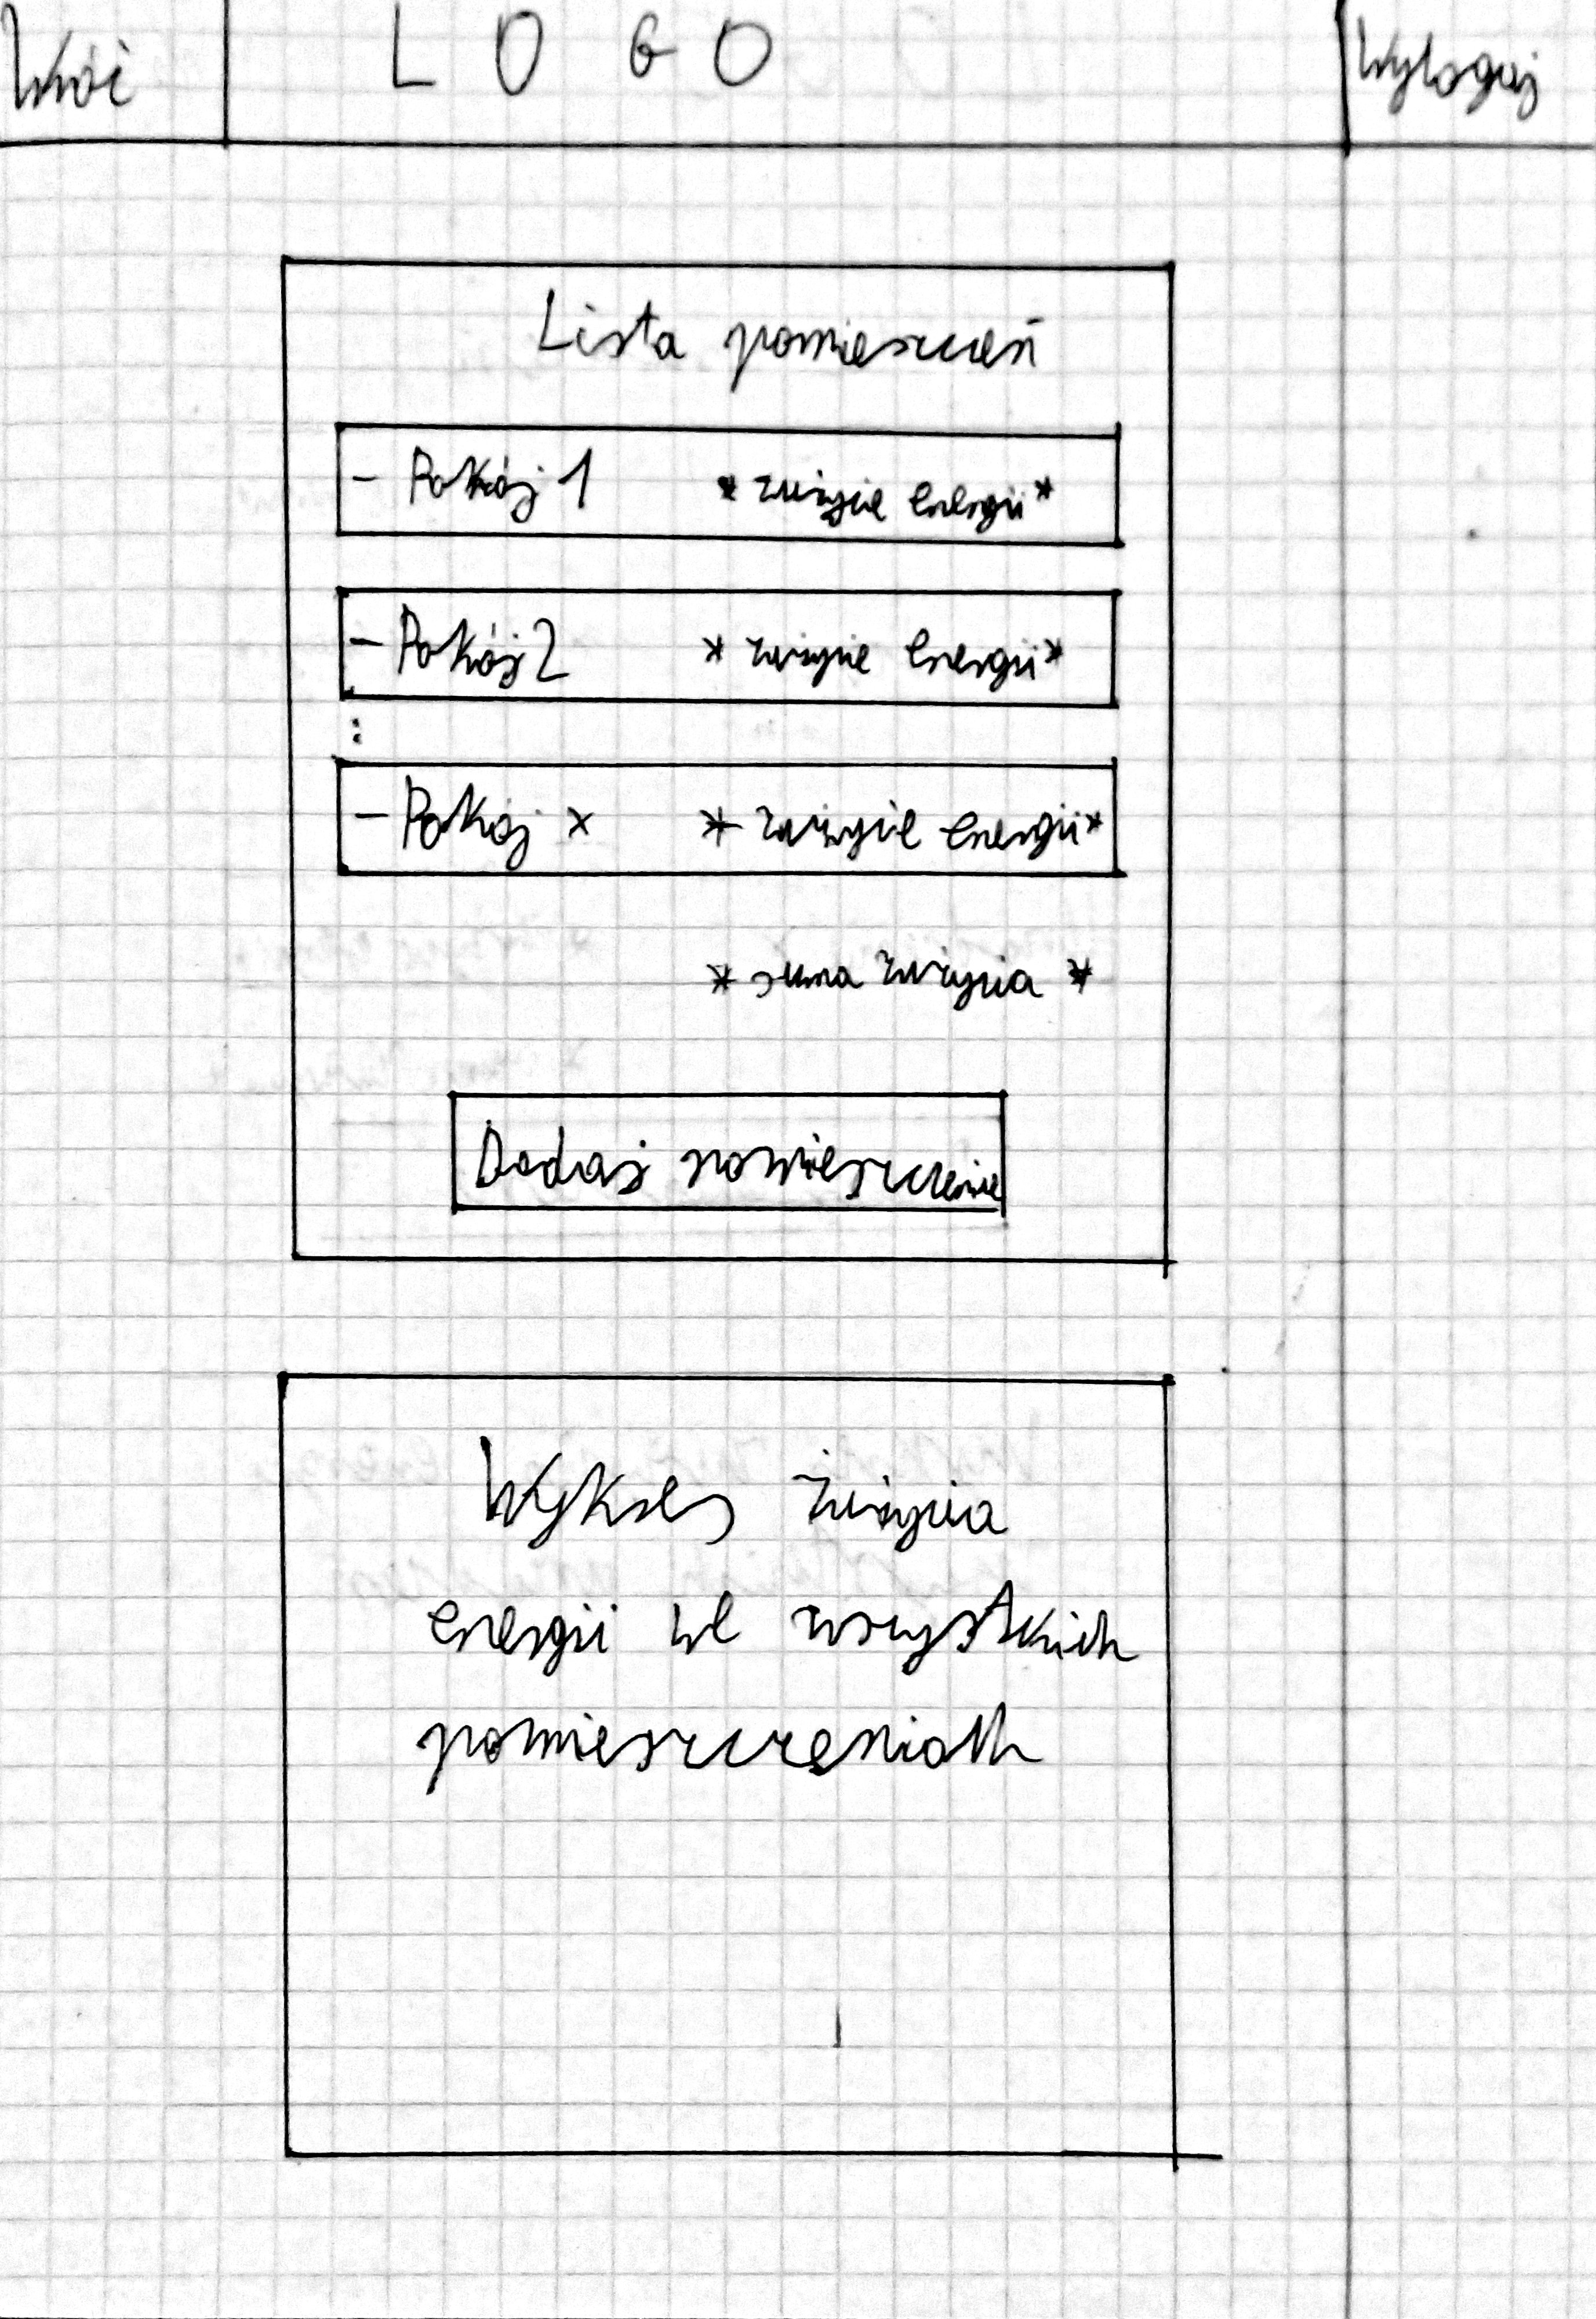 Wróć LOGO Wyloguj
Lista pomieszczeń
- Pokój 1 *zużycie energii*
- Pokój 2 *zużycie energii*
:
- Pokój x *zużycie energii*
*suma zużycia*
Dodaj pomieszczenie
Wykres zużycia
energii we wszystkich
pomieszczeniach